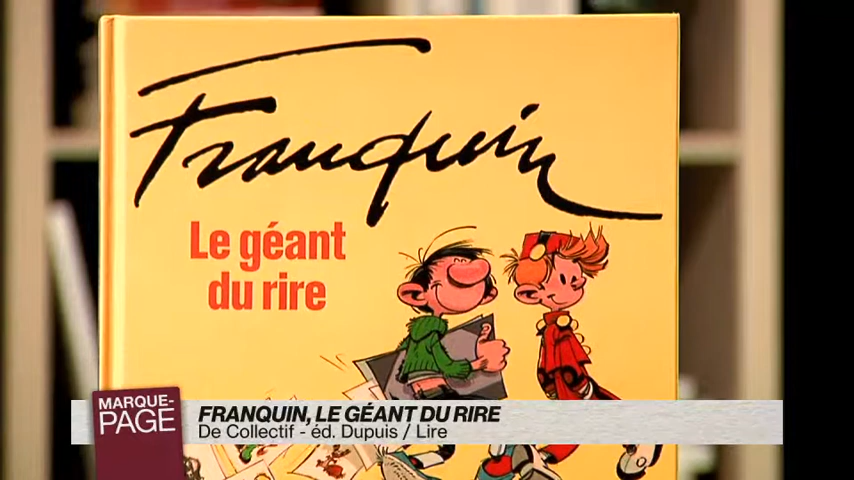 Franquin
Le géant
du rire
MARQUE-
PAGE
FRANQUIN, LE GÉANT DU RIRE
De Collectif - éd. Dupuis / Lire